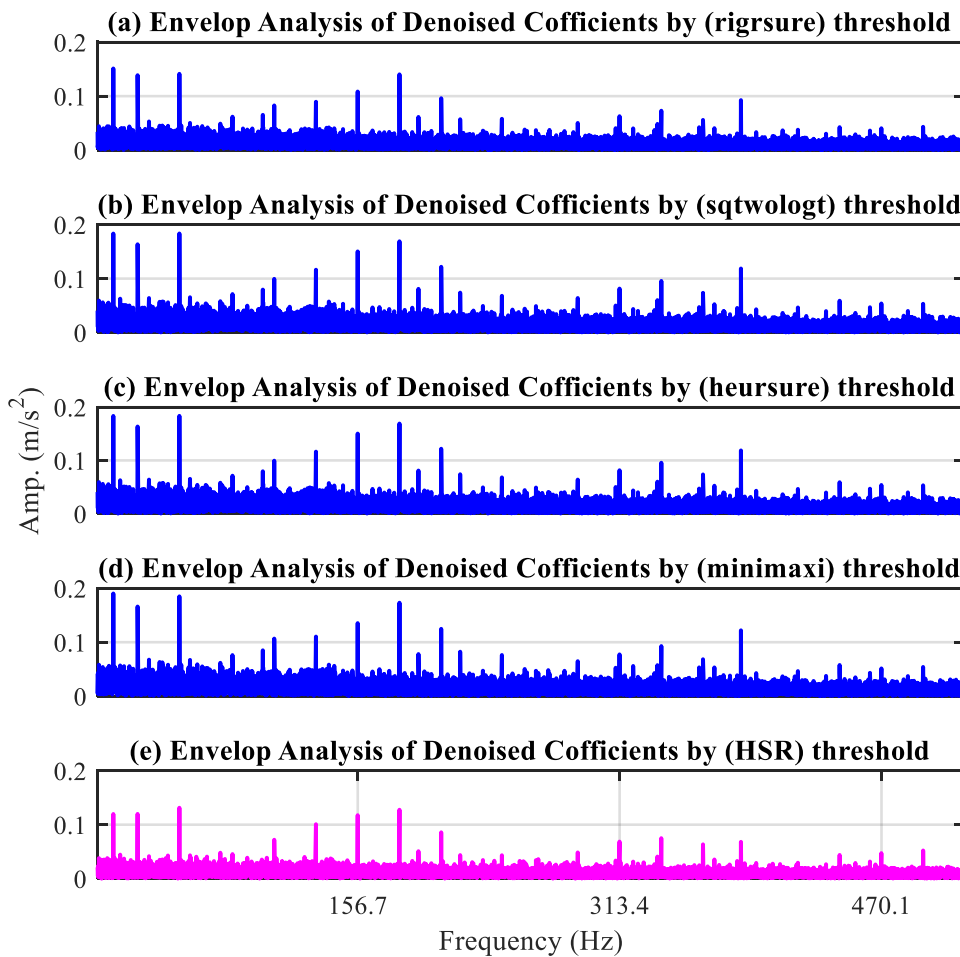 (a) Envelop Analysis of Denoised Cofficients by (rigrsure) threshold
0.2
0.1
0
(b) Envelop Analysis of Denoised Cofficients by (sqtwologt) threshold
0.2
0.1
0
(c) Envelop Analysis of Denoised Cofficients by (heursure) threshold
0.2
0.1
0
Amp. (m/s²)
(d) Envelop Analysis of Denoised Cofficients by (minimaxi) threshold
0.2
0.1
0
(e) Envelop Analysis of Denoised Cofficients by (HSR) threshold
0.2
0.1
0
156.7 313.4 470.1
Frequency (Hz)